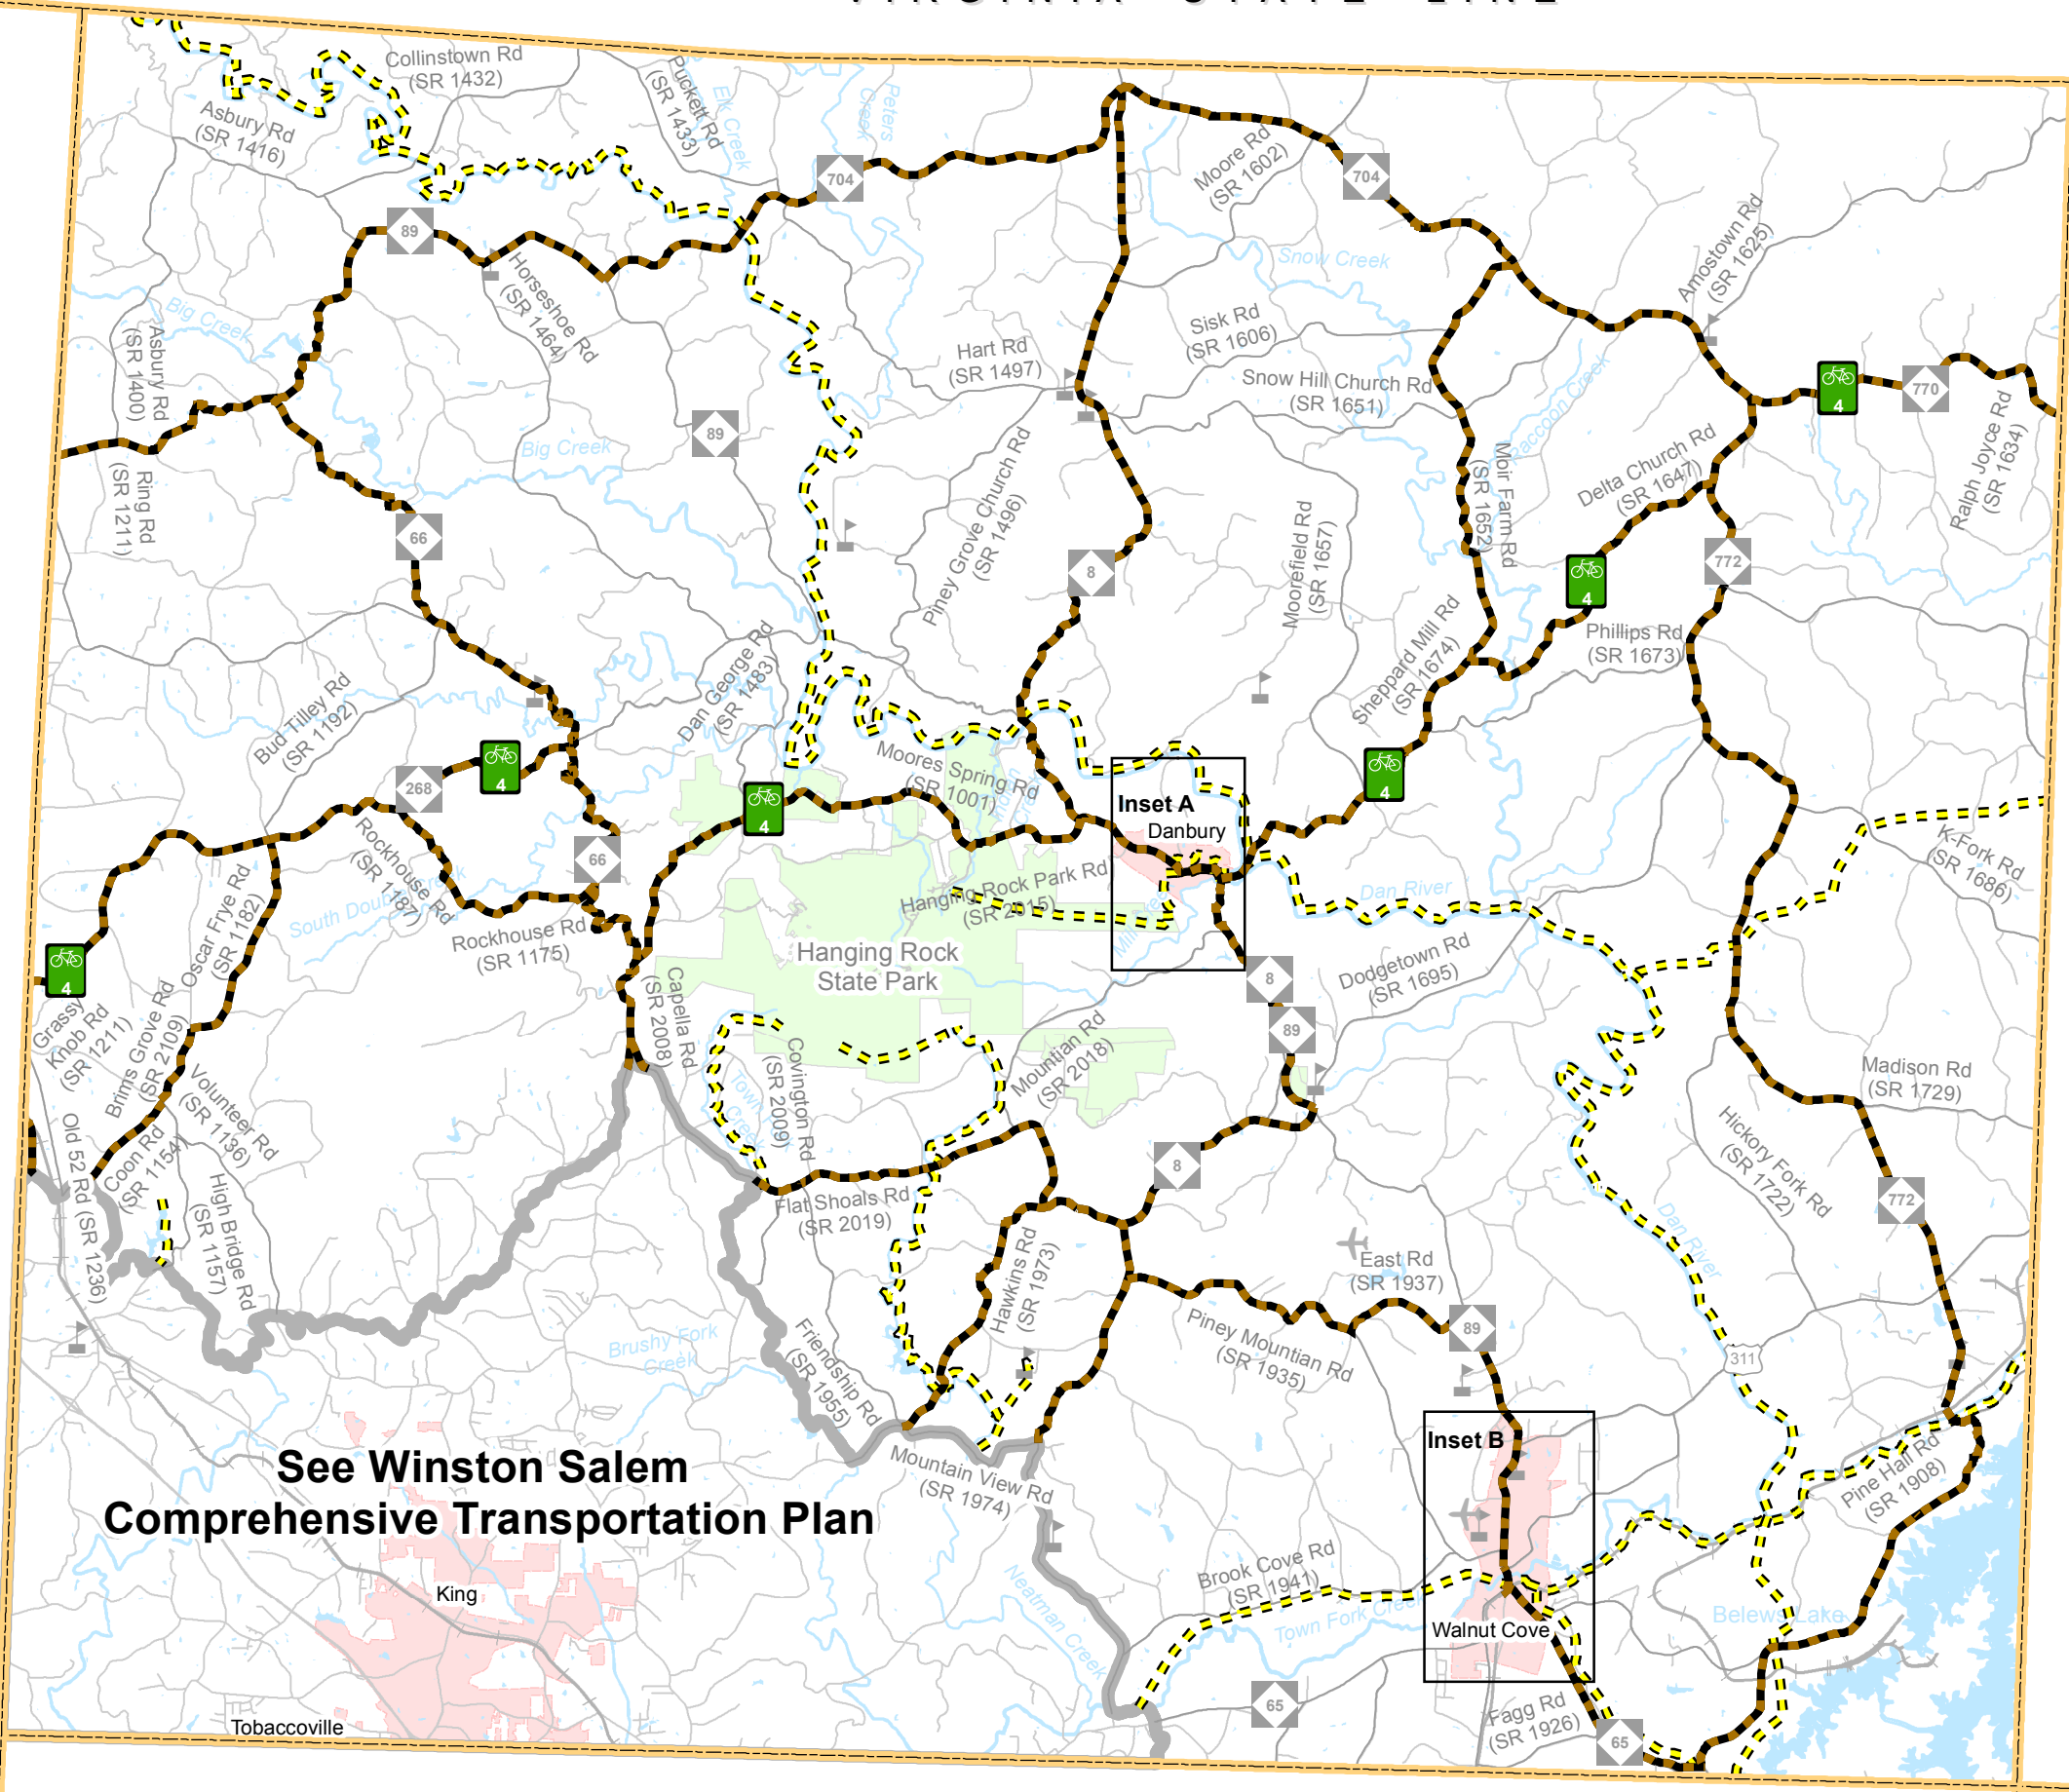 VIRGINIA STATE LINE
Collinstown Rd
(SR 1432)
Puckett Rd
(SR 1433)
Elk Creek
Peters
Creek
Asbury Rd
(SR 1416)
704
Moore Rd
(SR 1602)
704
89
Horseshoe Rd
(SR 1464)
Snow Creek
Amostown Rd
(SR 1625)
Big Creek
Asbury Rd
(SR 1400)
Sisk Rd
(SR 1606)
Hart Rd
(SR 1497)
Snow Hill Church Rd
(SR 1651)
Raccoon Creek
4
770
Ralph Joyce Rd
(SR 1634)
89
Big Creek
Ring Rd
(SR 1211)
Piney Grove Church Rd
(SR 1496)
Moir Farm Rd
(SR 1652)
Delta Church Rd
(SR 1647)
66
8
Moorefield Rd
(SR 1657)
4
772
Phillips Rd
(SR 1673)
Sheppard Mill Rd
(SR 1674)
Dan George Rd
(SR 1483)
Bud Tilley Rd
(SR 1192)
268
4
4
Moores Spring Rd
(SR 1001)
Inset A
Danbury
4
66
Rockhouse Rd
(SR 1187)
South Double Creek
Rockhouse Rd
(SR 1175)
Oscar Frye Rd
(SR 1182)
Hanging Rock Park Rd
(SR 2015)
Dan River
K-Fork Rd
(SR 1686)
Hanging Rock
State Park
4
Grassy
Knob Rd
(SR 1211)
Brims Grove Rd
(SR 2109)
Capella Rd
(SR 2008)
8
89
Dodgetown Rd
(SR 1695)
Volunteer Rd
(SR 1136)
Town
Creek
Covington Rd
(SR 2009)
Mountian Rd
(SR 2018)
Madison Rd
(SR 1729)
Old 52 Rd (SR 1236)
Coon Rd
(SR 1154)
High Bridge Rd
(SR 1157)
Flat Shoals Rd
(SR 2019)
8
Hickory Fork Rd
(SR 1722)
772
Hawkins Rd
(SR 1973)
East Rd
(SR 1937)
Dan River
Piney Mountain Rd
(SR 1935)
89
311
Brushy Fork
Creek
Friendship Rd
(SR 1955)
See Winston Salem
Comprehensive Transportation Plan
Mountain View Rd
(SR 1974)
Inset B
Pine Hall Rd
(SR 1908)
King
Neatman Creek
Brook Cove Rd
(SR 1941)
Town Fork Creek
Walnut Cove
Belews Lake
Tobaccoville
65
Fagg Rd
(SR 1926)
65